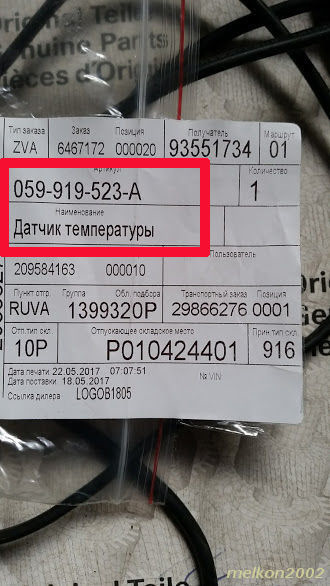 Original Teile
Genuine Parts
Pièces d'Origine
Тип заказа Заказ Позиция Получатель Маршрут
ZVA 6467172 000020 93551734 01
Артикул Количество
059-919-523-A 1
Наименование
Датчик температуры
Пользователь
209584163 000010
Пункт отгр. Группа Обл. подбора Транспортный заказ Позиция
RUVA 1399320P 29866276 0001
Отп.тип скл. Отпускающее складское место Прин.тип скл.
10P P010424401 916
Дата печати 22.05.2017 07:07:51 № VIN
Дата поставки 18.05.2017
Ссылка дилера LOGOB1805
Original Teile
melkon2002